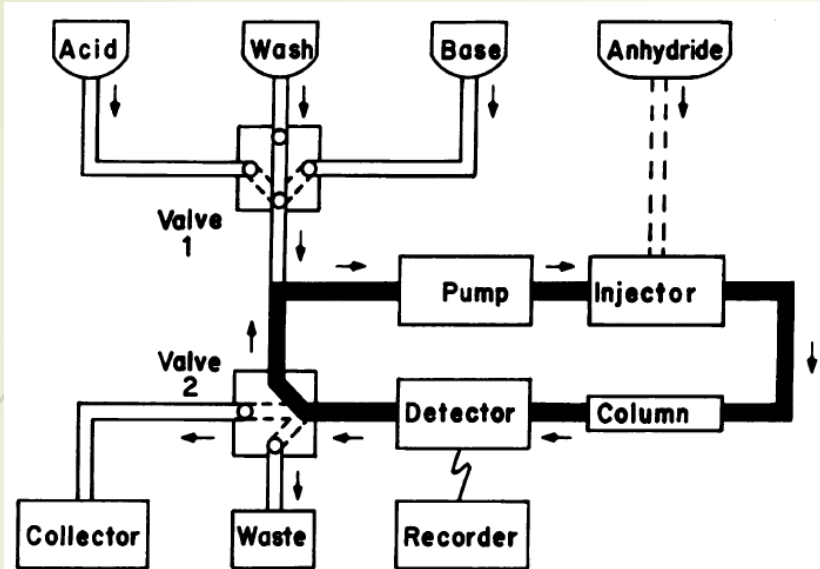 Acid
Wash
Base
Anhydride
Valve
1
Pump
Injector
Valve
2
Detector
Column
Collector
Waste
Recorder